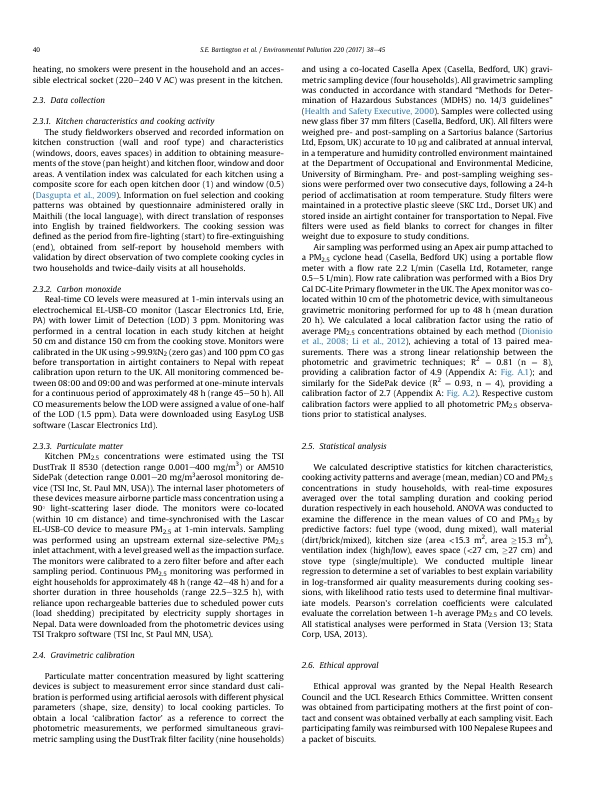 40
S.E. Bartington et al. / Environmental Pollution 220 (2017) 38–45
heating, no smokers were present in the household and an acces-
sible electrical socket (220–240 V AC) was present in the kitchen.
2.3. Data collection
2.3.1. Kitchen characteristics and cooking activity
The study fieldworkers observed and recorded information on
kitchen construction (wall and roof type) and characteristics
(windows, doors, eaves spaces) in addition to obtaining measure-
ments of the stove (pan height) and kitchen floor, window and door
areas. A ventilation index was calculated for each kitchen using a
composite score for each open kitchen door (1) and window (0.5)
(Dasgupta et al., 2009). Information on fuel selection and cooking
patterns was obtained by questionnaire administered orally in
Maithili (the local language), with direct translation of responses
into English by trained fieldworkers. The cooking session was
defined as the period from fire-lighting (start) to fire-extinguishing
(end), obtained from self-report by household members with
validation by direct observation of two complete cooking cycles in
two households and twice-daily visits at all households.
2.3.2. Carbon monoxide
Real-time CO levels were measured at 1-min intervals using an
electrochemical EL-USB-CO monitor (Lascar Electronics Ltd, Erie,
PA) with lower Limit of Detection (LOD) 3 ppm. Monitoring was
performed in a central location in each study kitchen at height
50 cm and distance 150 cm from the cooking stove. Monitors were
calibrated in the UK using >99.9%N₂ (zero gas) and 100 ppm CO gas
before transportation in airtight containers to Nepal with repeat
calibration upon return to the UK. All monitoring commenced be-
tween 08:00 and 09:00 and was performed at one-minute intervals
for a continuous period of approximately 48 h (range 45–50 h). All
CO measurements below the LOD were assigned a value of one-half
of the LOD (1.5 ppm). Data were downloaded using EasyLog USB
software (Lascar Electronics Ltd).
2.3.3. Particulate matter
Kitchen PM₂.₅ concentrations were estimated using the TSI
DustTrak II 8530 (detection range 0.001–400 mg/m³) or AM510
SidePak (detection range 0.001–20 mg/m³aerosol monitoring de-
vice (TSI Inc, St. Paul MN, USA)). The internal laser photometers of
these devices measure airborne particle mass concentration using a
90° light-scattering laser diode. The monitors were co-located
(within 10 cm distance) and time-synchronised with the Lascar
EL-USB-CO device to measure PM₂.₅ at 1-min intervals. Sampling
was performed using an upstream external size-selective PM₂.₅
inlet attachment, with a level greased well as the impaction surface.
The monitors were calibrated to a zero filter before and after each
sampling period. Continuous PM₂.₅ monitoring was performed in
eight households for approximately 48 h (range 42–48 h) and for a
shorter duration in three households (range 22.5–32.5 h), with
reliance upon rechargeable batteries due to scheduled power cuts
(load shedding) precipitated by electricity supply shortages in
Nepal. Data were downloaded from the photometric devices using
TSI Trakpro software (TSI Inc, St Paul MN, USA).
2.4. Gravimetric calibration
Particulate matter concentration measured by light scattering
devices is subject to measurement error since standard dust cali-
bration is performed using artificial aerosols with different physical
parameters (shape, size, density) to local cooking particles. To
obtain a local 'calibration factor' as a reference to correct the
photometric measurements, we performed simultaneous gravi-
metric sampling using the DustTrak filter facility (nine households)
and using a co-located Casella Apex (Casella, Bedford, UK) gravi-
metric sampling device (four households). All gravimetric sampling
was conducted in accordance with standard "Methods for Deter-
mination of Hazardous Substances (MDHS) no. 14/3 guidelines"
(Health and Safety Executive, 2000). Samples were collected using
new glass fiber 37 mm filters (Casella, Bedford, UK). All filters were
weighed pre- and post-sampling on a Sartorius balance (Sartorius
Ltd, Epsom, UK) accurate to 10 μg and calibrated at annual interval,
in a temperature and humidity controlled environment maintained
at the Department of Occupational and Environmental Medicine,
University of Birmingham. Pre- and post-sampling weighing ses-
sions were performed over two consecutive days, following a 24-h
period of acclimatisation at room temperature. Study filters were
maintained in a protective plastic sleeve (SKC Ltd., Dorset UK) and
stored inside an airtight container for transportation to Nepal. Five
filters were used as field blanks to correct for changes in filter
weight due to exposure to study conditions.
Air sampling was performed using an Apex air pump attached to
a PM₂.₅ cyclone head (Casella, Bedford UK) using a portable flow
meter with a flow rate 2.2 L/min (Casella Ltd, Rotameter, range
0.5–5 L/min). Flow rate calibration was performed with a Bios Dry
Cal DC-Lite Primary flowmeter in the UK. The Apex monitor was co-
located within 10 cm of the photometric device, with simultaneous
gravimetric monitoring performed for up to 48 h (mean duration
20 h). We calculated a local calibration factor using the ratio of
average PM₂.₅ concentrations obtained by each method (Dionisio
et al., 2008; Li et al., 2012), achieving a total of 13 paired mea-
surements. There was a strong linear relationship between the
photometric and gravimetric techniques; R² = 0.81 (n = 8),
providing a calibration factor of 4.9 (Appendix A: Fig. A.1); and
similarly for the SidePak device (R² = 0.93, n = 4), providing a
calibration factor of 2.7 (Appendix A: Fig. A.2). Respective custom
calibration factors were applied to all photometric PM₂.₅ observa-
tions prior to statistical analyses.
2.5. Statistical analysis
We calculated descriptive statistics for kitchen characteristics,
cooking activity patterns and average (mean, median) CO and PM₂.₅
concentrations in study households, with real-time exposures
averaged over the total sampling duration and cooking period
duration respectively in each household. ANOVA was conducted to
examine the difference in the mean values of CO and PM₂.₅ by
predictive factors: fuel type (wood, dung mixed), wall material
(dirt/brick/mixed), kitchen size (area <15.3 m², area ≥15.3 m²),
ventilation index (high/low), eaves space (<27 cm, ≥27 cm) and
stove type (single/multiple). We conducted multiple linear
regression to determine a set of variables to best explain variability
in log-transformed air quality measurements during cooking ses-
sions, with likelihood ratio tests used to determine final multivar-
iate models. Pearson's correlation coefficients were calculated
evaluate the correlation between 1-h average PM₂.₅ and CO levels.
All statistical analyses were performed in Stata (Version 13; Stata
Corp, USA, 2013).
2.6. Ethical approval
Ethical approval was granted by the Nepal Health Research
Council and the UCL Research Ethics Committee. Written consent
was obtained from participating mothers at the first point of con-
tact and consent was obtained verbally at each sampling visit. Each
participating family was reimbursed with 100 Nepalese Rupees and
a packet of biscuits.